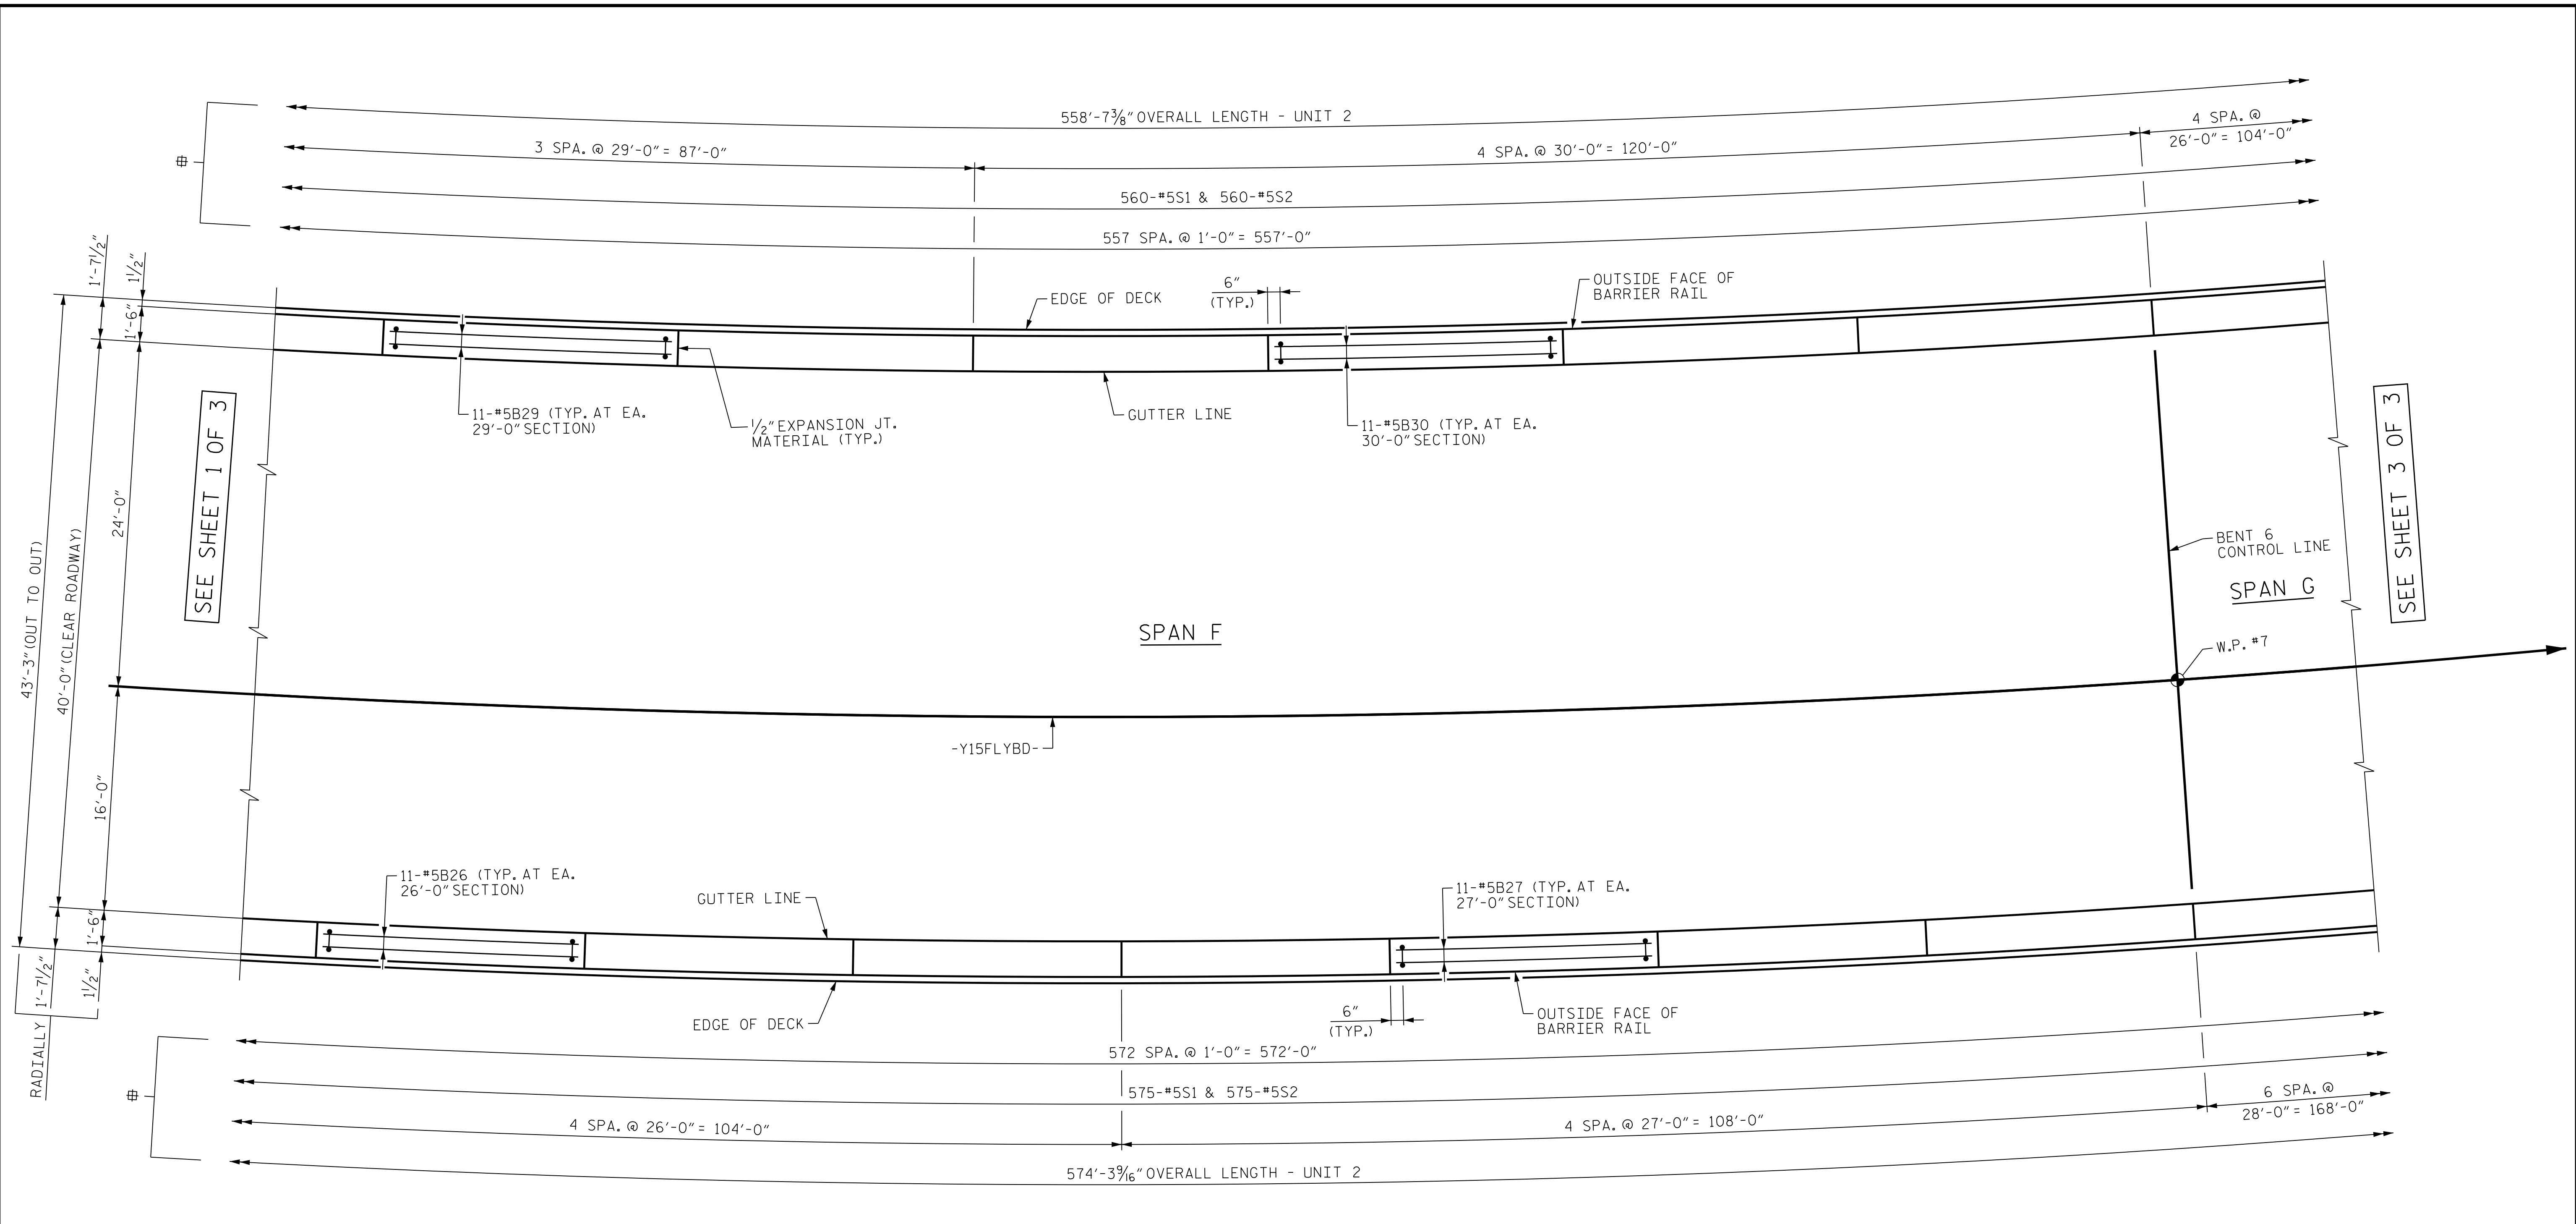 558'-7⅜" OVERALL LENGTH - UNIT 2
4 SPA. @
26'-0" = 104'-0"
3 SPA. @ 29'-0" = 87'-0"
4 SPA. @ 30'-0" = 120'-0"
560-#5S1 & 560-#5S2
557 SPA. @ 1'-0" = 557'-0"
1'-7½"
1½"
1'-6"
6"
(TYP.)
EDGE OF DECK
OUTSIDE FACE OF
BARRIER RAIL
11-#5B29 (TYP. AT EA.
29'-0" SECTION)
½" EXPANSION JT.
MATERIAL (TYP.)
GUTTER LINE
11-#5B30 (TYP. AT EA.
30'-0" SECTION)
SEE SHEET 1 OF 3
SEE SHEET 3 OF 3
24'-0"
43'-3" (OUT TO OUT)
40'-0" (CLEAR ROADWAY)
BENT 6
CONTROL LINE
SPAN G
SPAN F
W.P. #7
-Y15FLYBD-
16'-0"
11-#5B26 (TYP. AT EA.
26'-0" SECTION)
GUTTER LINE
11-#5B27 (TYP. AT EA.
27'-0" SECTION)
1'-6"
1'-7½"
1½"
RADIALLY
EDGE OF DECK
6"
(TYP.)
OUTSIDE FACE OF
BARRIER RAIL
572 SPA. @ 1'-0" = 572'-0"
575-#5S1 & 575-#5S2
6 SPA. @
28'-0" = 168'-0"
4 SPA. @ 26'-0" = 104'-0"
4 SPA. @ 27'-0" = 108'-0"
574'-3⁹⁄₁₆" OVERALL LENGTH - UNIT 2